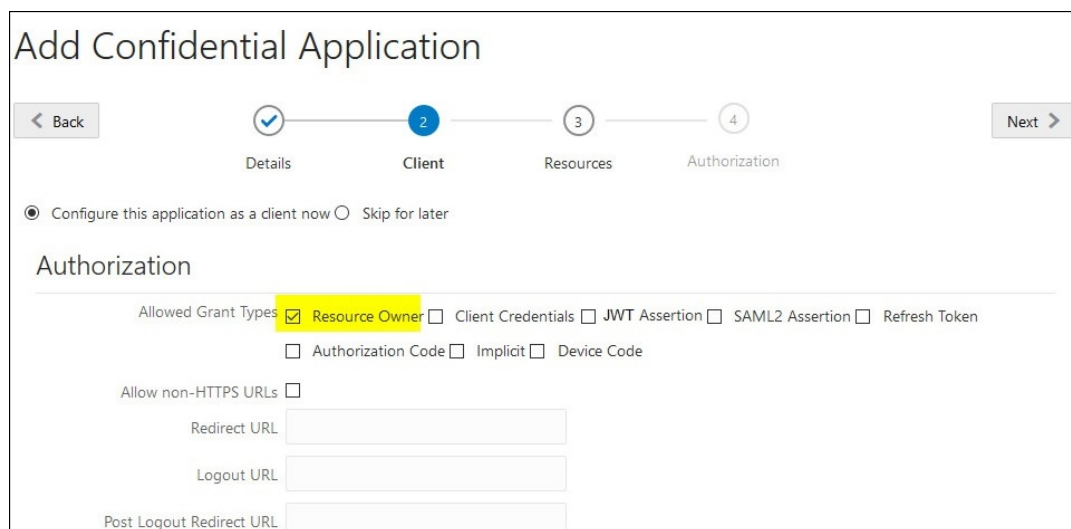 Add Confidential Application
Back
2
3
4
Next
Details
Client
Resources
Authorization
Configure this application as a client now
Skip for later
Authorization
Allowed Grant Types
Resource Owner
Client Credentials
JWT Assertion
SAML2 Assertion
Refresh Token
Authorization Code
Implicit
Device Code
Allow non-HTTPS URLs
Redirect URL
Logout URL
Post Logout Redirect URL